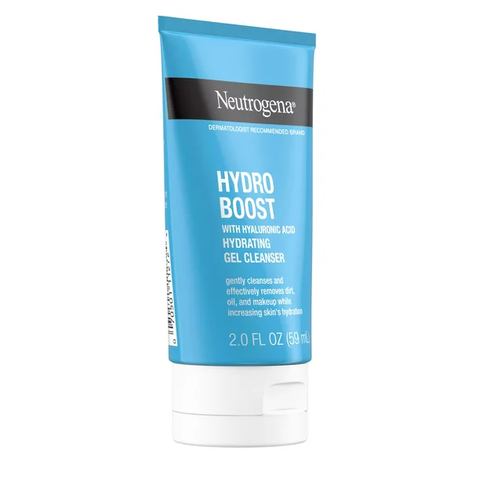 Neutrogena®
DERMATOLOGIST RECOMMENDED BRAND
HYDRO
BOOST
WITH HYALURONIC ACID
HYDRATING
GEL CLEANSER
gently cleanses and
effectively removes dirt,
oil, and makeup while
increasing skin's hydration
2.0 FL OZ (59 mL)